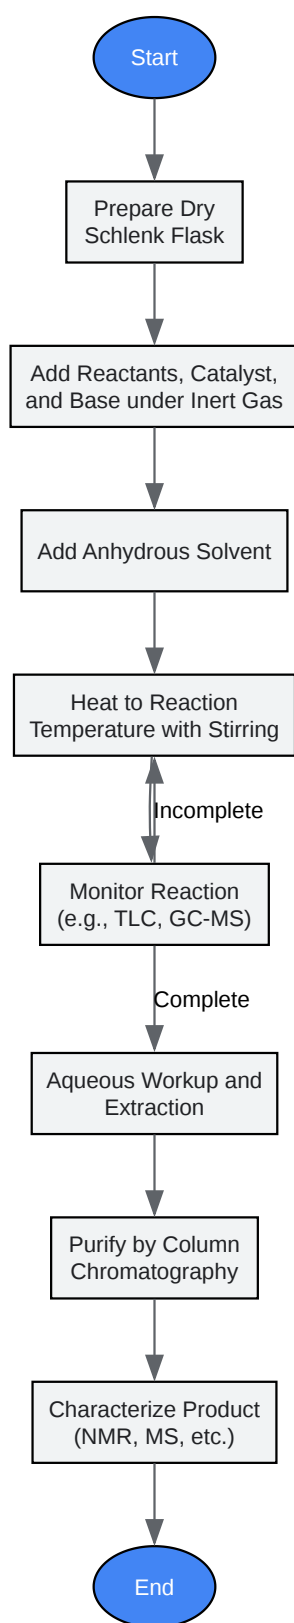 Start
Prepare Dry
Schlenk Flask
Add Reactants, Catalyst,
and Base under Inert Gas
Add Anhydrous Solvent
Heat to Reaction
Temperature with Stirring
Incomplete
Monitor Reaction
(e.g., TLC, GC-MS)
Complete
Aqueous Workup and
Extraction
Purify by Column
Chromatography
Characterize Product
(NMR, MS, etc.)
End